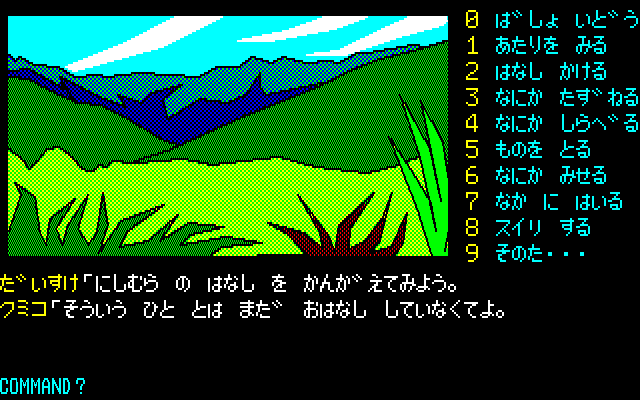 0 ば しょ いどう
1 あたりを みる
2 はなし かける
3 なにか たずねる
4 なにか しらべる
5 ものを とる
6 なにか みせる
7 なか に はいる
8 スイリ する
9 そのた・・・
だいすけ「にしむら の はなし を かんがえてみよう。
クミコ「そういう ひと とは まだ おはなし していなくてよ。
COMMAND?